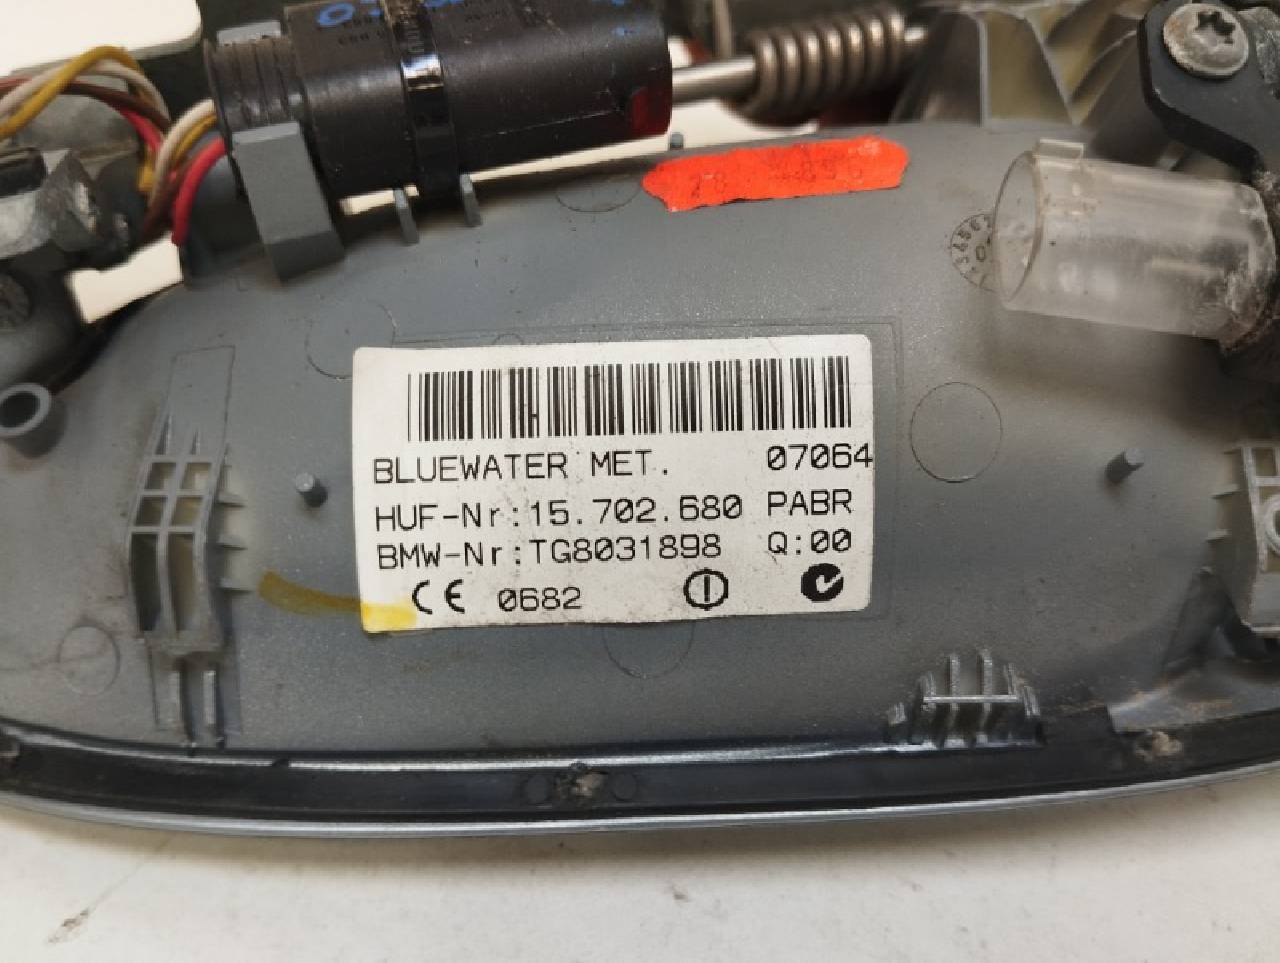 BLUEWATER MET. 07064
HUF-Nr:15.702.680 PABR
BMW-Nr:TG8031898 Q:00
CE 0682